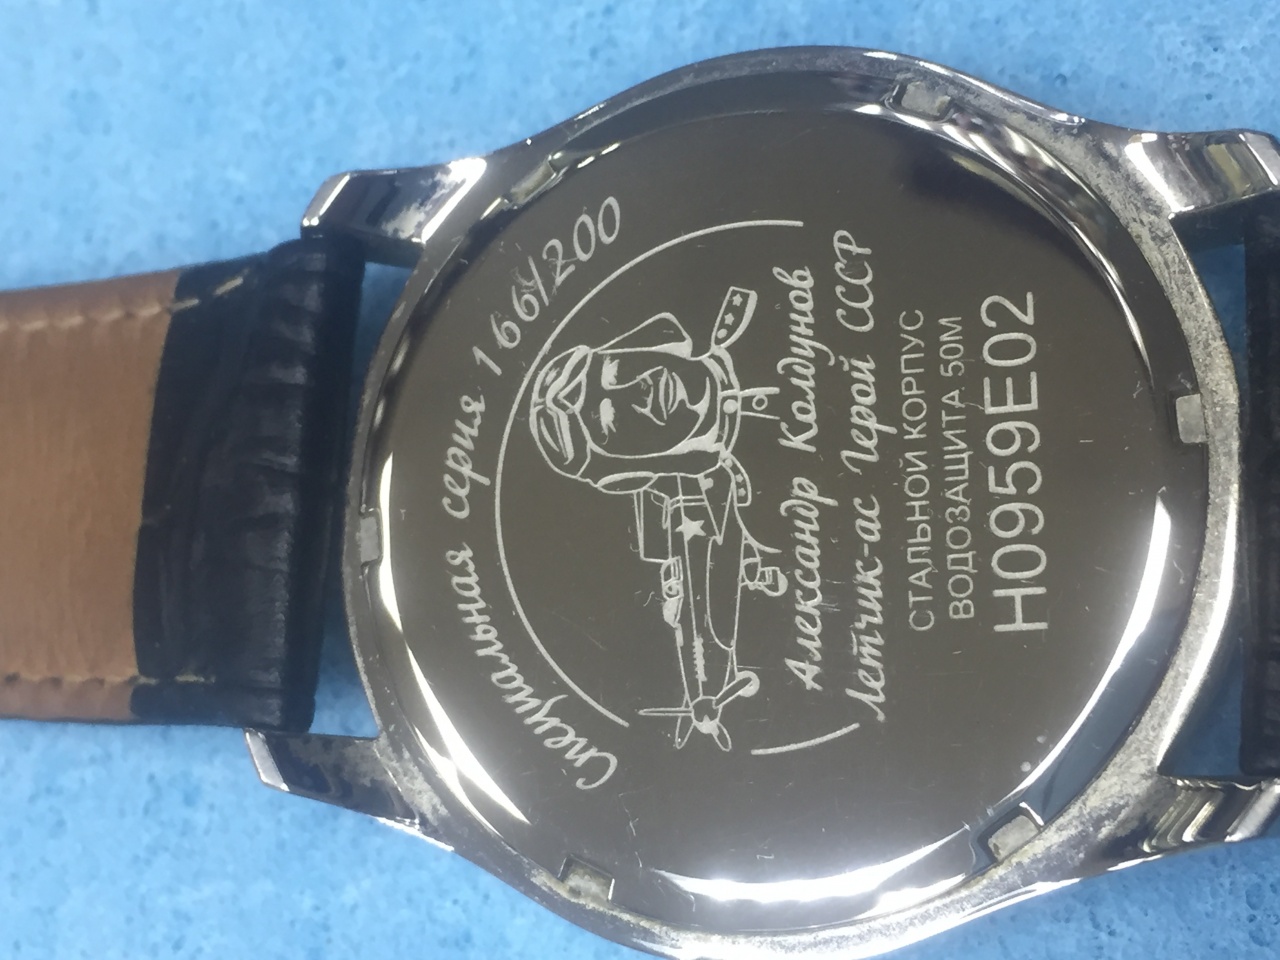 Специальная серия 166/200
Александр Колдунов
Летчик-ас Герой СССР
СТАЛЬНОЙ КОРПУС
ВОДОЗАЩИТА 50М
H0959E02